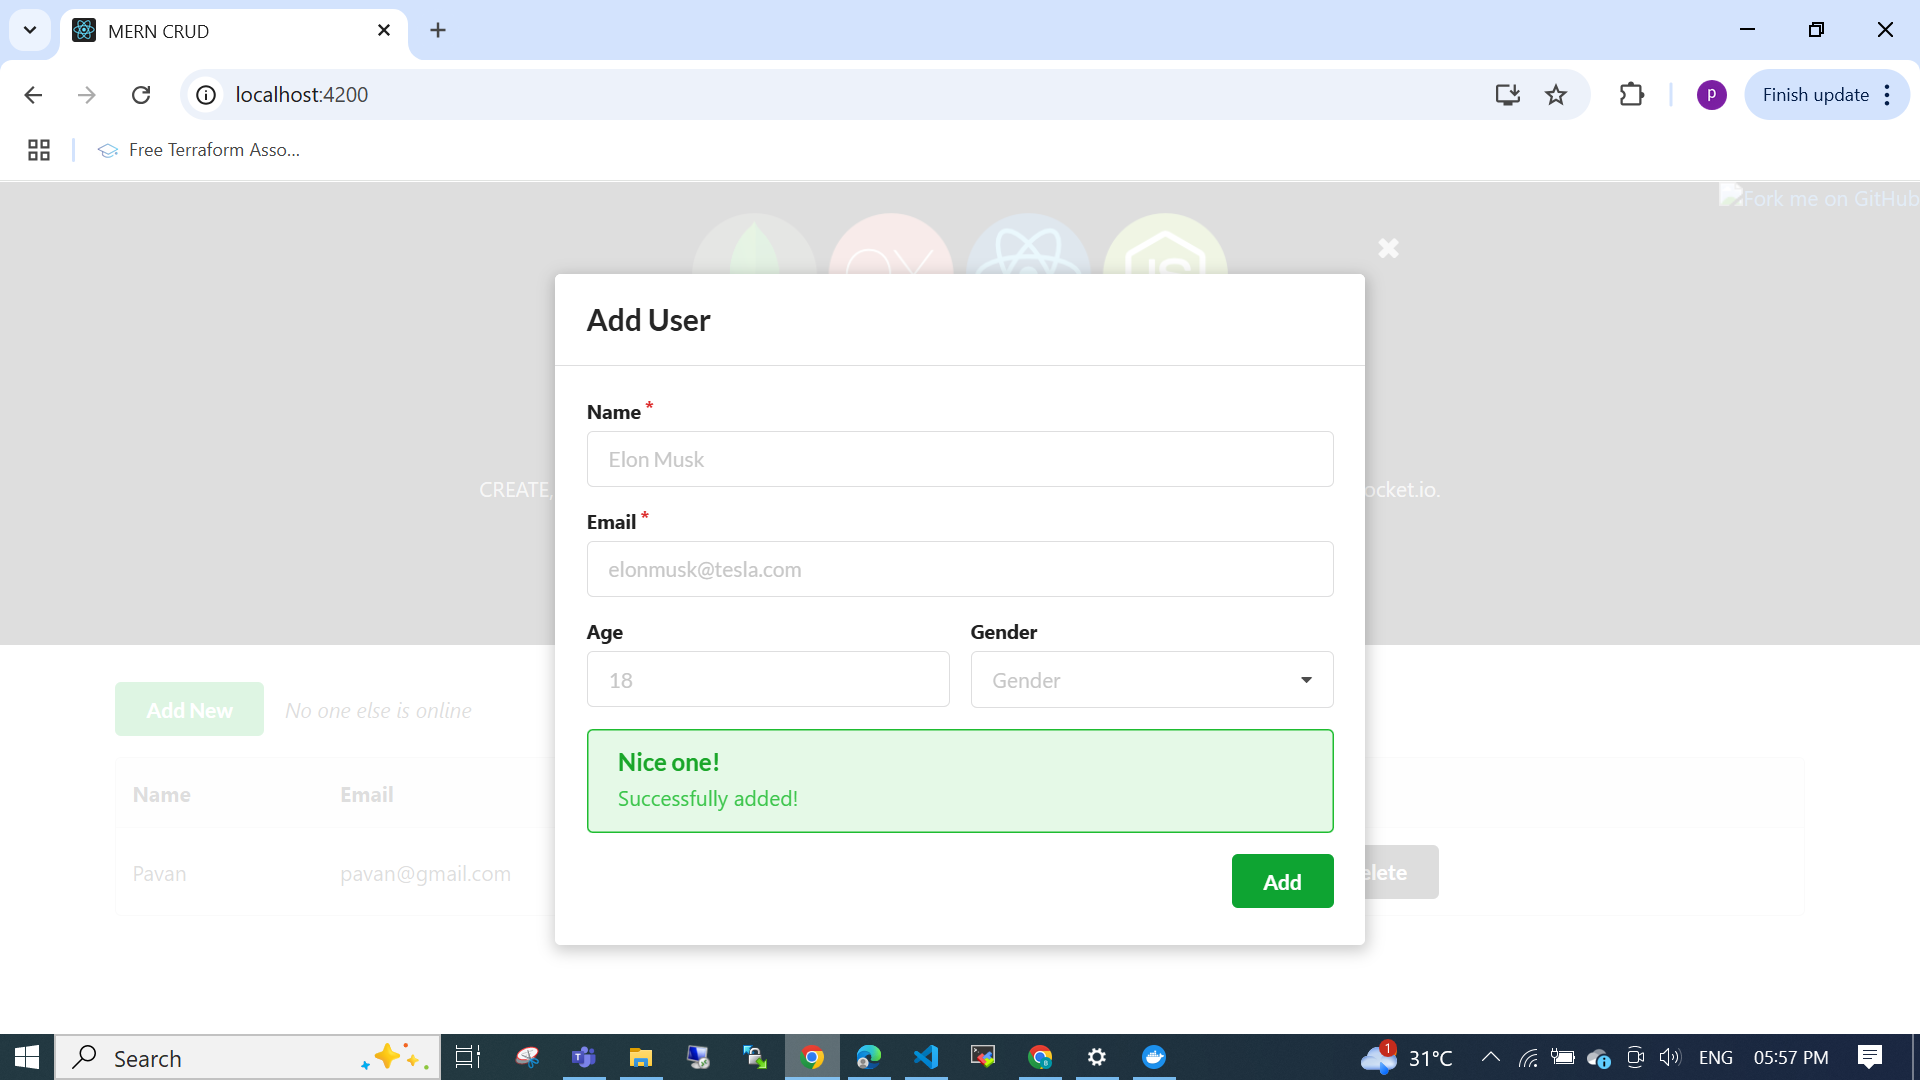 MERN CRUD
localhost:4200
p
Finish update
Free Terraform Asso...
Fork me on GitHub
JS
Add User
Name *
Elon Musk
CREATE,
ocket.io.
Email *
elonmusk@tesla.com
Age
Gender
18
Gender
Add New
No one else is online
Nice one!
Successfully added!
Name
Email
Pavan
pavan@gmail.com
elete
Add
Search
1
31°C
ENG
05:57 PM